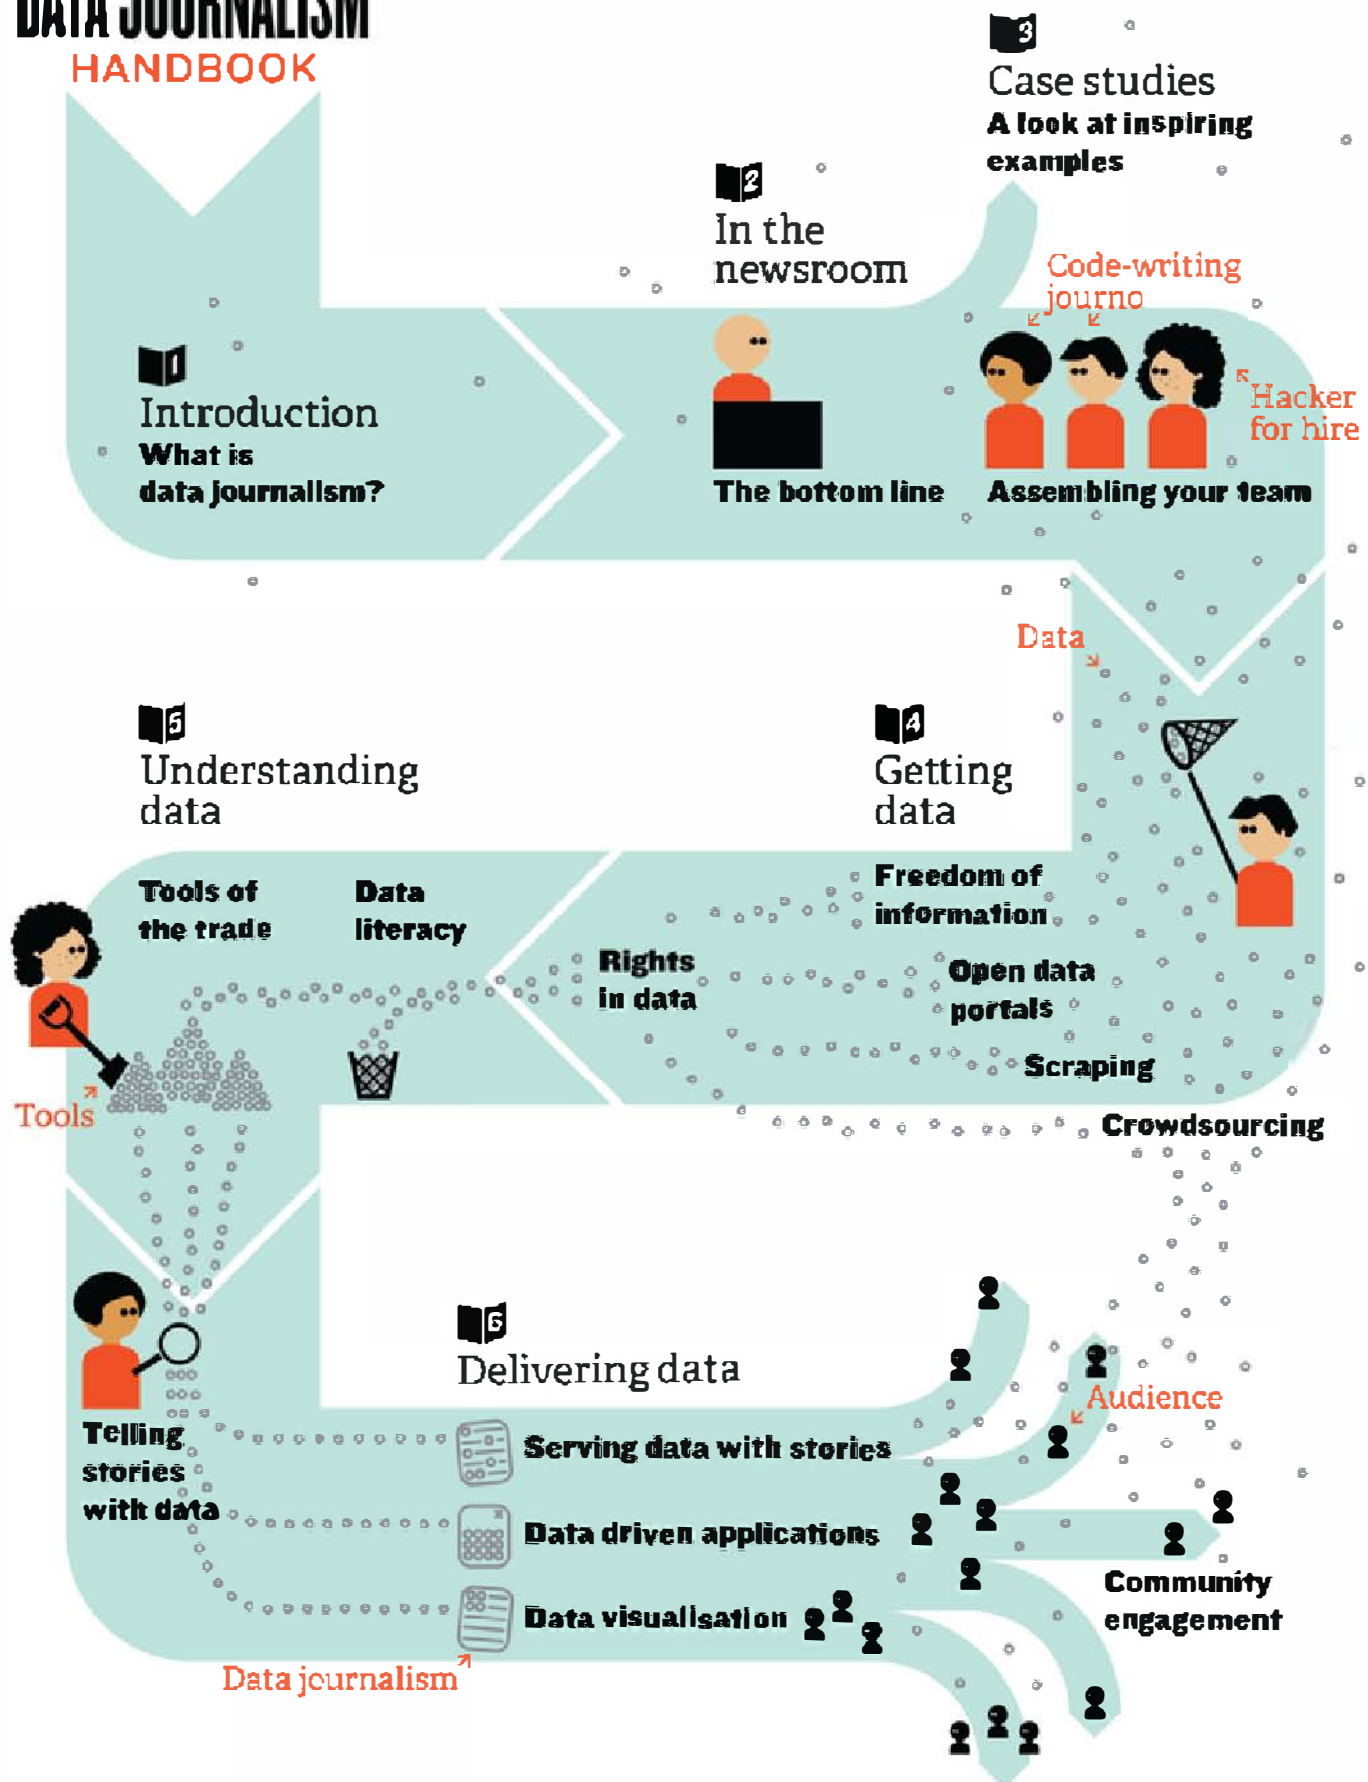 DATA JOURNALISM
HANDBOOK
3
Case studies
A look at inspiring
examples
2
In the
newsroom
Code-writing
journo
Hacker
for hire
1
Introduction
What is
data journalism?
The bottom line
Assembling your team
Data
5
Understanding
data
4
Getting
data
Tools of
the trade
Data
literacy
Freedom of
information
Rights
in data
Open data
portals
Scraping
Tools
Crowdsourcing
6
Delivering data
Audience
Telling
stories
with data
Serving data with stories
Data driven applications
Community
engagement
Data visualisation
Data journalism